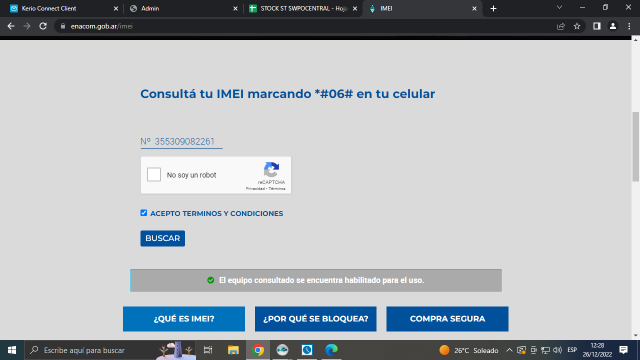 Kerio Connect Client
Admin
STOCK ST SWPOCENTRAL - Hoja
IMEI
enacom.gob.ar/imei
Consultá tu IMEI marcando *#06# en tu celular
Nº 355309082261
No soy un robot
reCAPTCHA
Privacidad - Términos
ACEPTO TERMINOS Y CONDICIONES
BUSCAR
El equipo consultado se encuentra habilitado para el uso.
¿QUÉ ES IMEI?
¿POR QUÉ SE BLOQUEA?
COMPRA SEGURA
Escribe aquí para buscar
26°C Soleado
ESP
12:28
26/12/2022